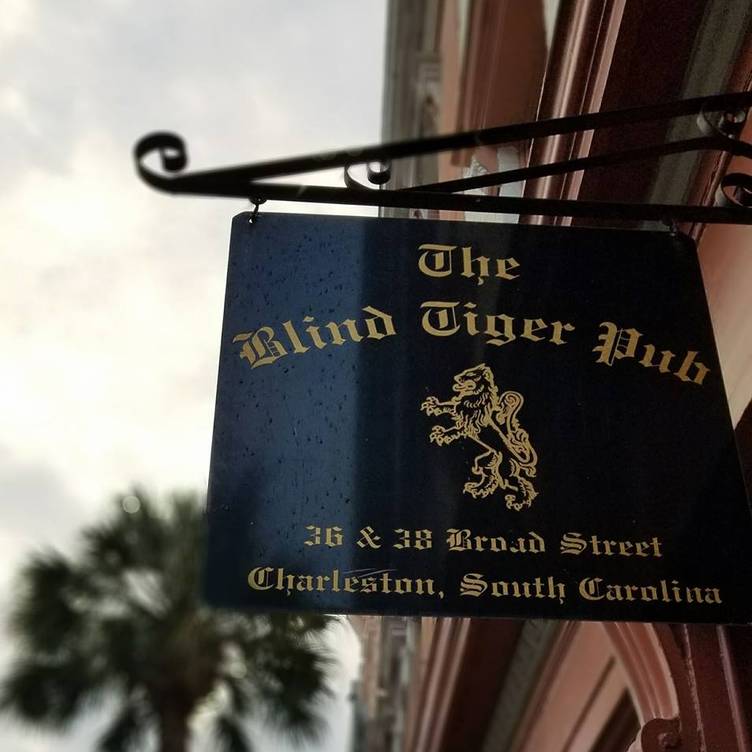 The
Blind Tiger Pub
36 & 38 Broad Street
Charleston, South Carolina